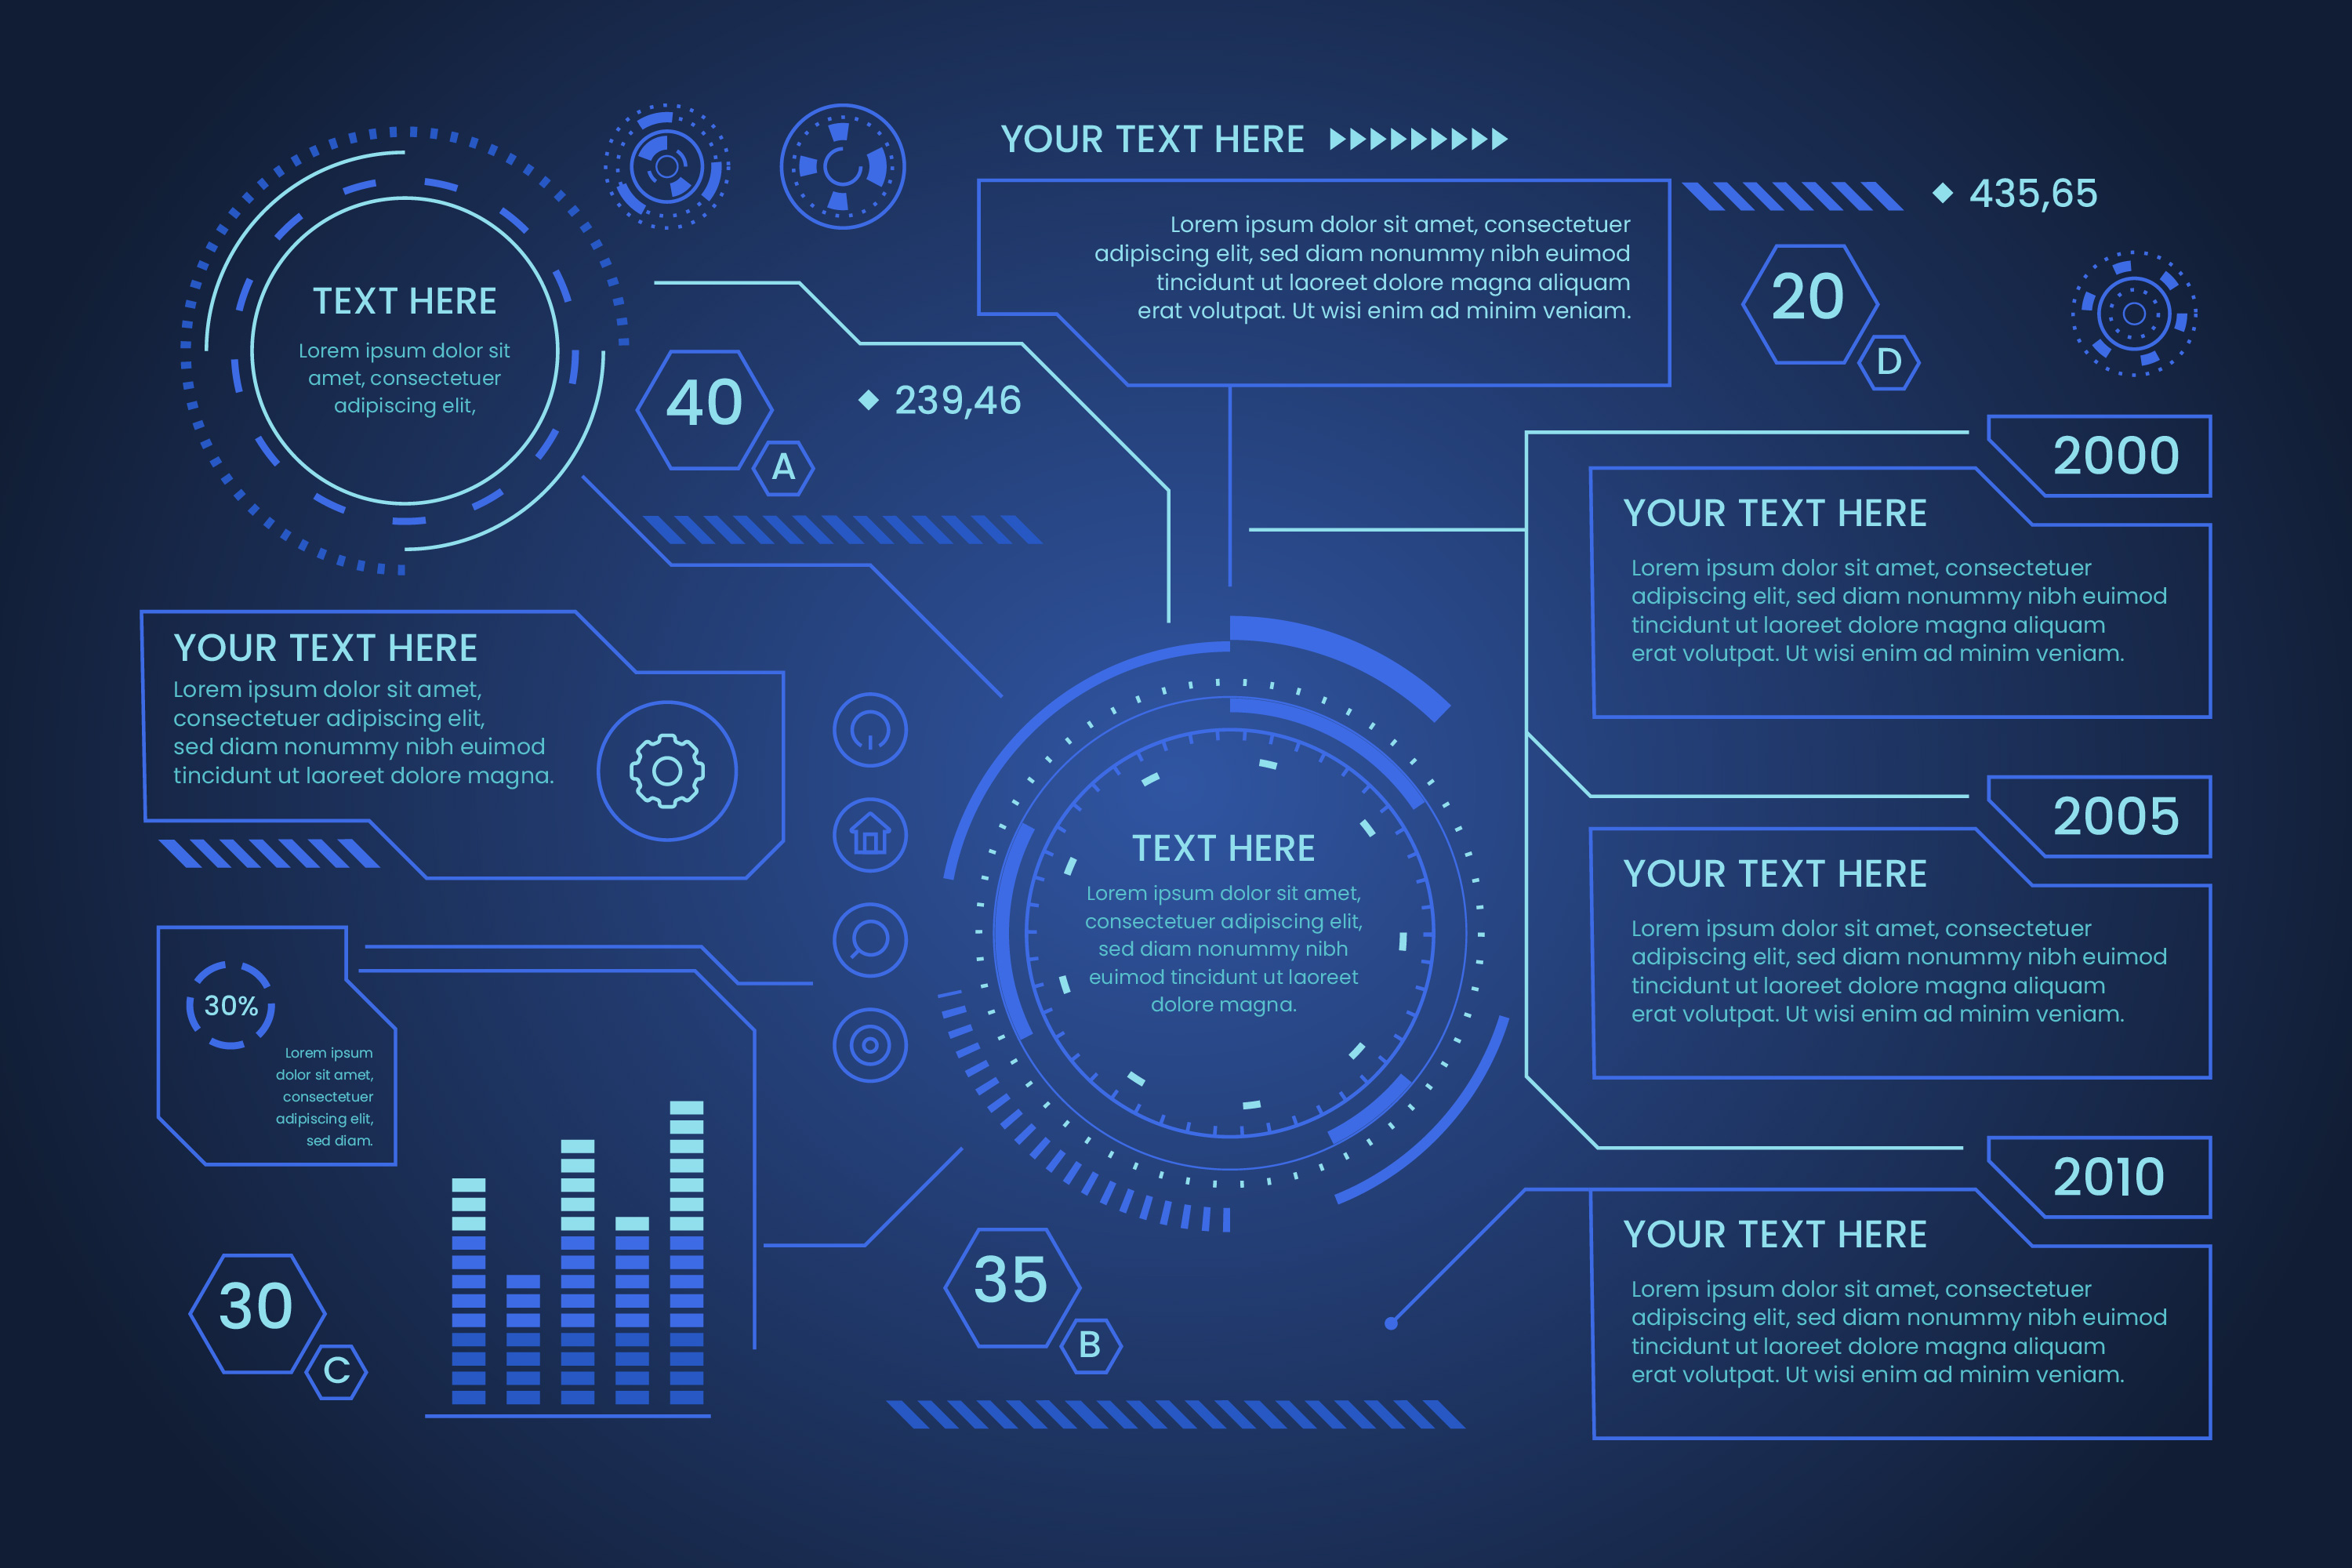 YOUR TEXT HERE
Lorem ipsum dolor sit amet, consectetuer
adipiscing elit, sed diam nonummy nibh euimod
tincidunt ut laoreet dolore magna aliquam
erat volutpat. Ut wisi enim ad minim veniam.
435,65
20
D
TEXT HERE
Lorem ipsum dolor sit
amet, consectetuer
adipiscing elit,
40
A
239,46
2000
YOUR TEXT HERE
Lorem ipsum dolor sit amet, consectetuer
adipiscing elit, sed diam nonummy nibh euimod
tincidunt ut laoreet dolore magna aliquam
erat volutpat. Ut wisi enim ad minim veniam.
YOUR TEXT HERE
Lorem ipsum dolor sit amet,
consectetuer adipiscing elit,
sed diam nonummy nibh euimod
tincidunt ut laoreet dolore magna.
TEXT HERE
Lorem ipsum dolor sit amet,
consectetuer adipiscing elit,
sed diam nonummy nibh
euimod tincidunt ut laoreet
dolore magna.
2005
YOUR TEXT HERE
Lorem ipsum dolor sit amet, consectetuer
adipiscing elit, sed diam nonummy nibh euimod
tincidunt ut laoreet dolore magna aliquam
erat volutpat. Ut wisi enim ad minim veniam.
30%
Lorem ipsum
dolor sit amet,
consectetuer
adipiscing elit,
sed diam.
30
C
35
B
2010
YOUR TEXT HERE
Lorem ipsum dolor sit amet, consectetuer
adipiscing elit, sed diam nonummy nibh euimod
tincidunt ut laoreet dolore magna aliquam
erat volutpat. Ut wisi enim ad minim veniam.